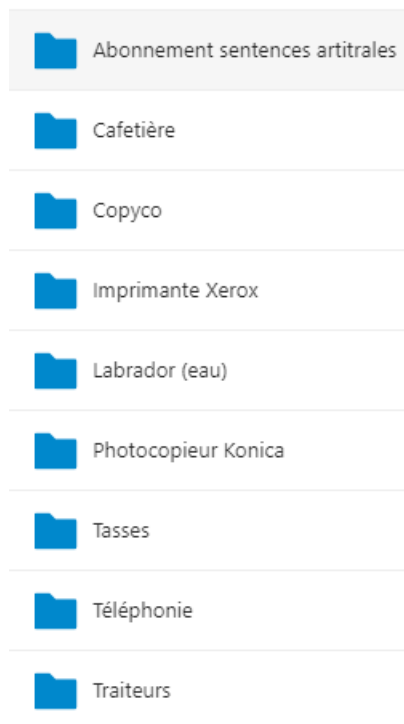 Abonnement sentences artitrales
Cafetière
Copyco
Imprimante Xerox
Labrador (eau)
Photocopieur Konica
Tasses
Téléphonie
Traiteurs